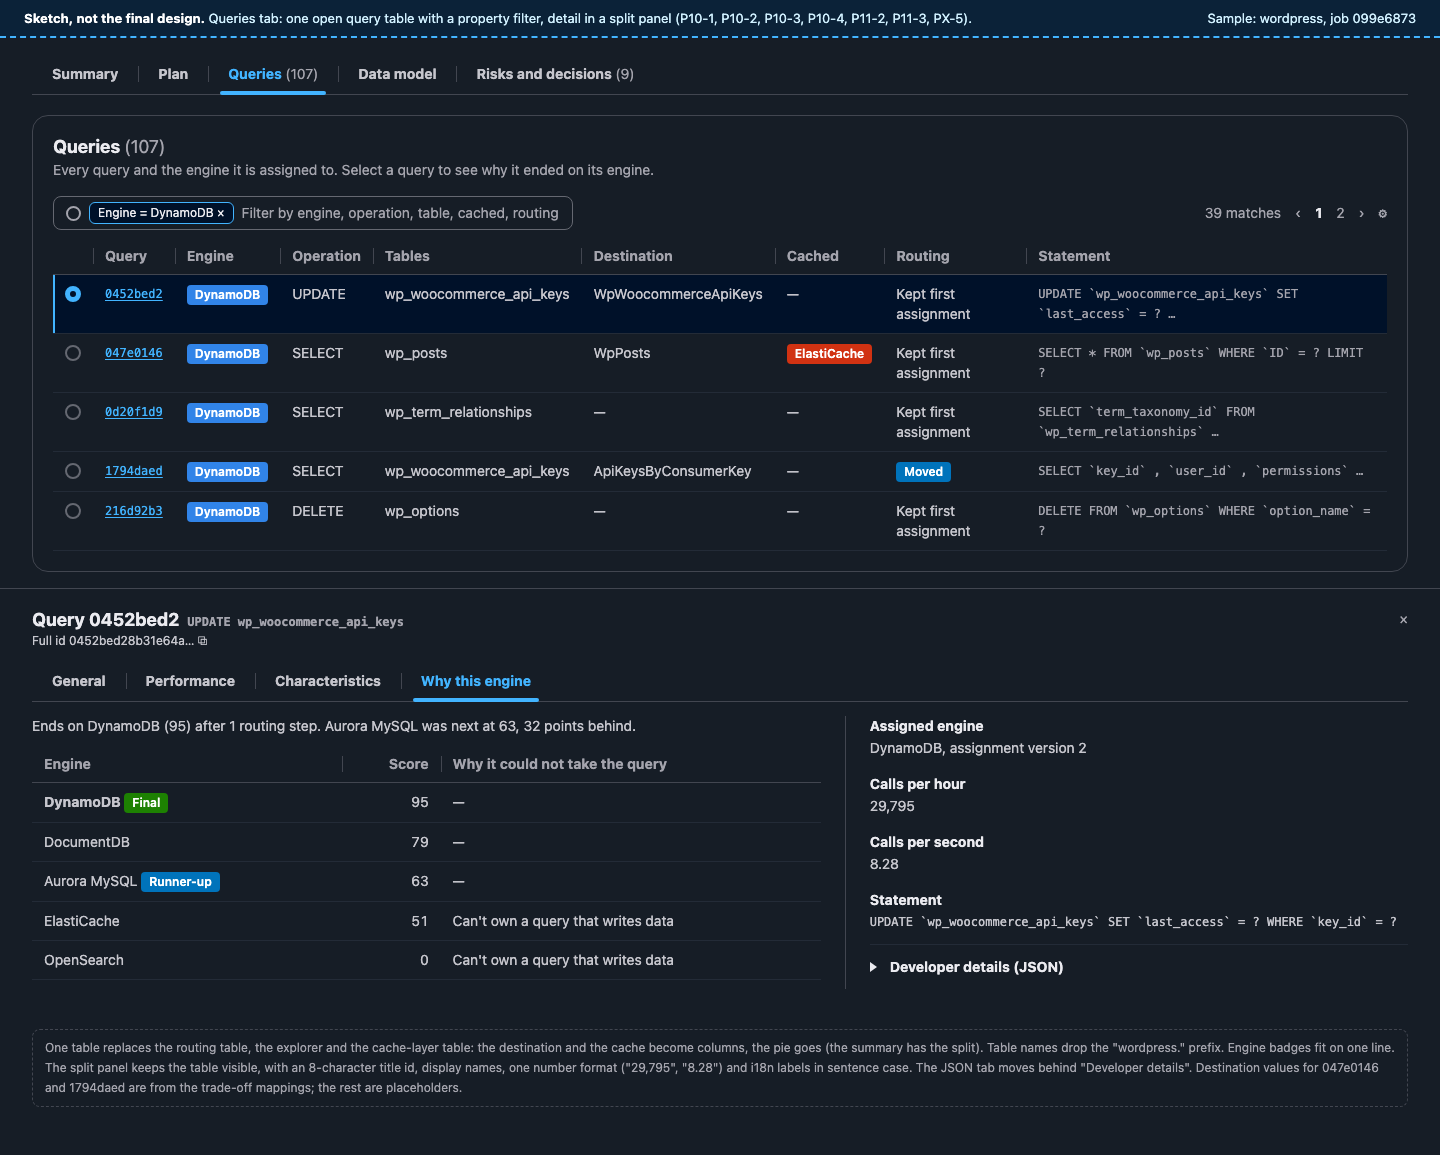 Sketch, not the final design. Queries tab: one open query table with a property filter, detail in a split panel (P10-1, P10-2, P10-3, P10-4, P11-2, P11-3, PX-5). Sample: wordpress, job 099e6873
Summary Plan Queries (107) Data model Risks and decisions (9)
Queries (107)
Every query and the engine it is assigned to. Select a query to see why it ended on its engine.
Engine = DynamoDB × Filter by engine, operation, table, cached, routing 39 matches ‹ 1 2 ›
Query Engine Operation Tables Destination Cached Routing Statement
0452bed2 DynamoDB UPDATE wp_woocommerce_api_keys WpWoocommerceApiKeys — Kept first UPDATE `wp_woocommerce_api_keys` SET
assignment `last_access` = ? …
047e0146 DynamoDB SELECT wp_posts WpPosts ElastiCache Kept first SELECT * FROM `wp_posts` WHERE `ID` = ? LIMIT
assignment ?
0d20f1d9 DynamoDB SELECT wp_term_relationships — — Kept first SELECT `term_taxonomy_id` FROM
assignment `wp_term_relationships` …
1794daed DynamoDB SELECT wp_woocommerce_api_keys ApiKeysByConsumerKey — Moved SELECT `key_id` , `user_id` , `permissions` …
216d92b3 DynamoDB DELETE wp_options — — Kept first DELETE FROM `wp_options` WHERE `option_name` =
assignment ?
Query 0452bed2 UPDATE wp_woocommerce_api_keys ×
Full id 0452bed28b31e64a...
General Performance Characteristics Why this engine
Ends on DynamoDB (95) after 1 routing step. Aurora MySQL was next at 63, 32 points behind.
Engine Score Why it could not take the query
DynamoDB Final 95 —
DocumentDB 79 —
Aurora MySQL Runner-up 63 —
ElastiCache 51 Can't own a query that writes data
OpenSearch 0 Can't own a query that writes data
Assigned engine
DynamoDB, assignment version 2
Calls per hour
29,795
Calls per second
8.28
Statement
UPDATE `wp_woocommerce_api_keys` SET `last_access` = ? WHERE `key_id` = ?
Developer details (JSON)
One table replaces the routing table, the explorer and the cache-layer table: the destination and the cache become columns, the pie goes (the summary has the split). Table names drop the "wordpress." prefix. Engine badges fit on one line.
The split panel keeps the table visible, with an 8-character title id, display names, one number format ("29,795", "8.28") and i18n labels in sentence case. The JSON tab moves behind "Developer details". Destination values for 047e0146
and 1794daed are from the trade-off mappings; the rest are placeholders.